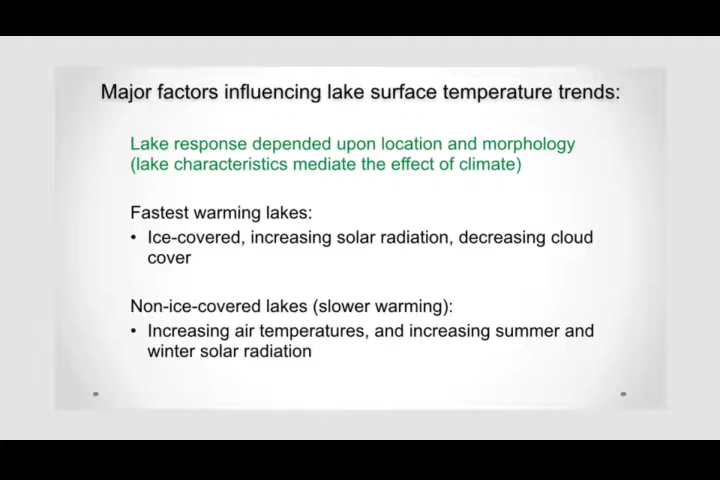 Major factors influencing lake surface temperature trends:
Lake response depended upon location and morphology
(lake characteristics mediate the effect of climate)
Fastest warming lakes:
• Ice-covered, increasing solar radiation, decreasing cloud
cover
Non-ice-covered lakes (slower warming):
• Increasing air temperatures, and increasing summer and
winter solar radiation